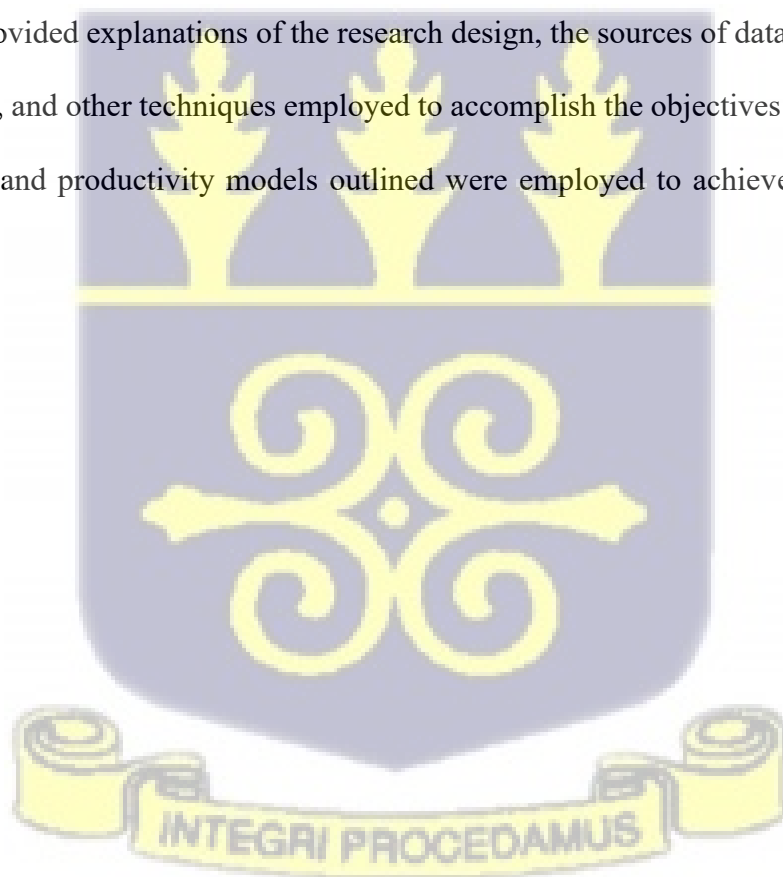 ovided explanations of the research design, the sources of data
, and other techniques employed to accomplish the objectives
and productivity models outlined were employed to achieve
INTEGRI PROCEDAMUS